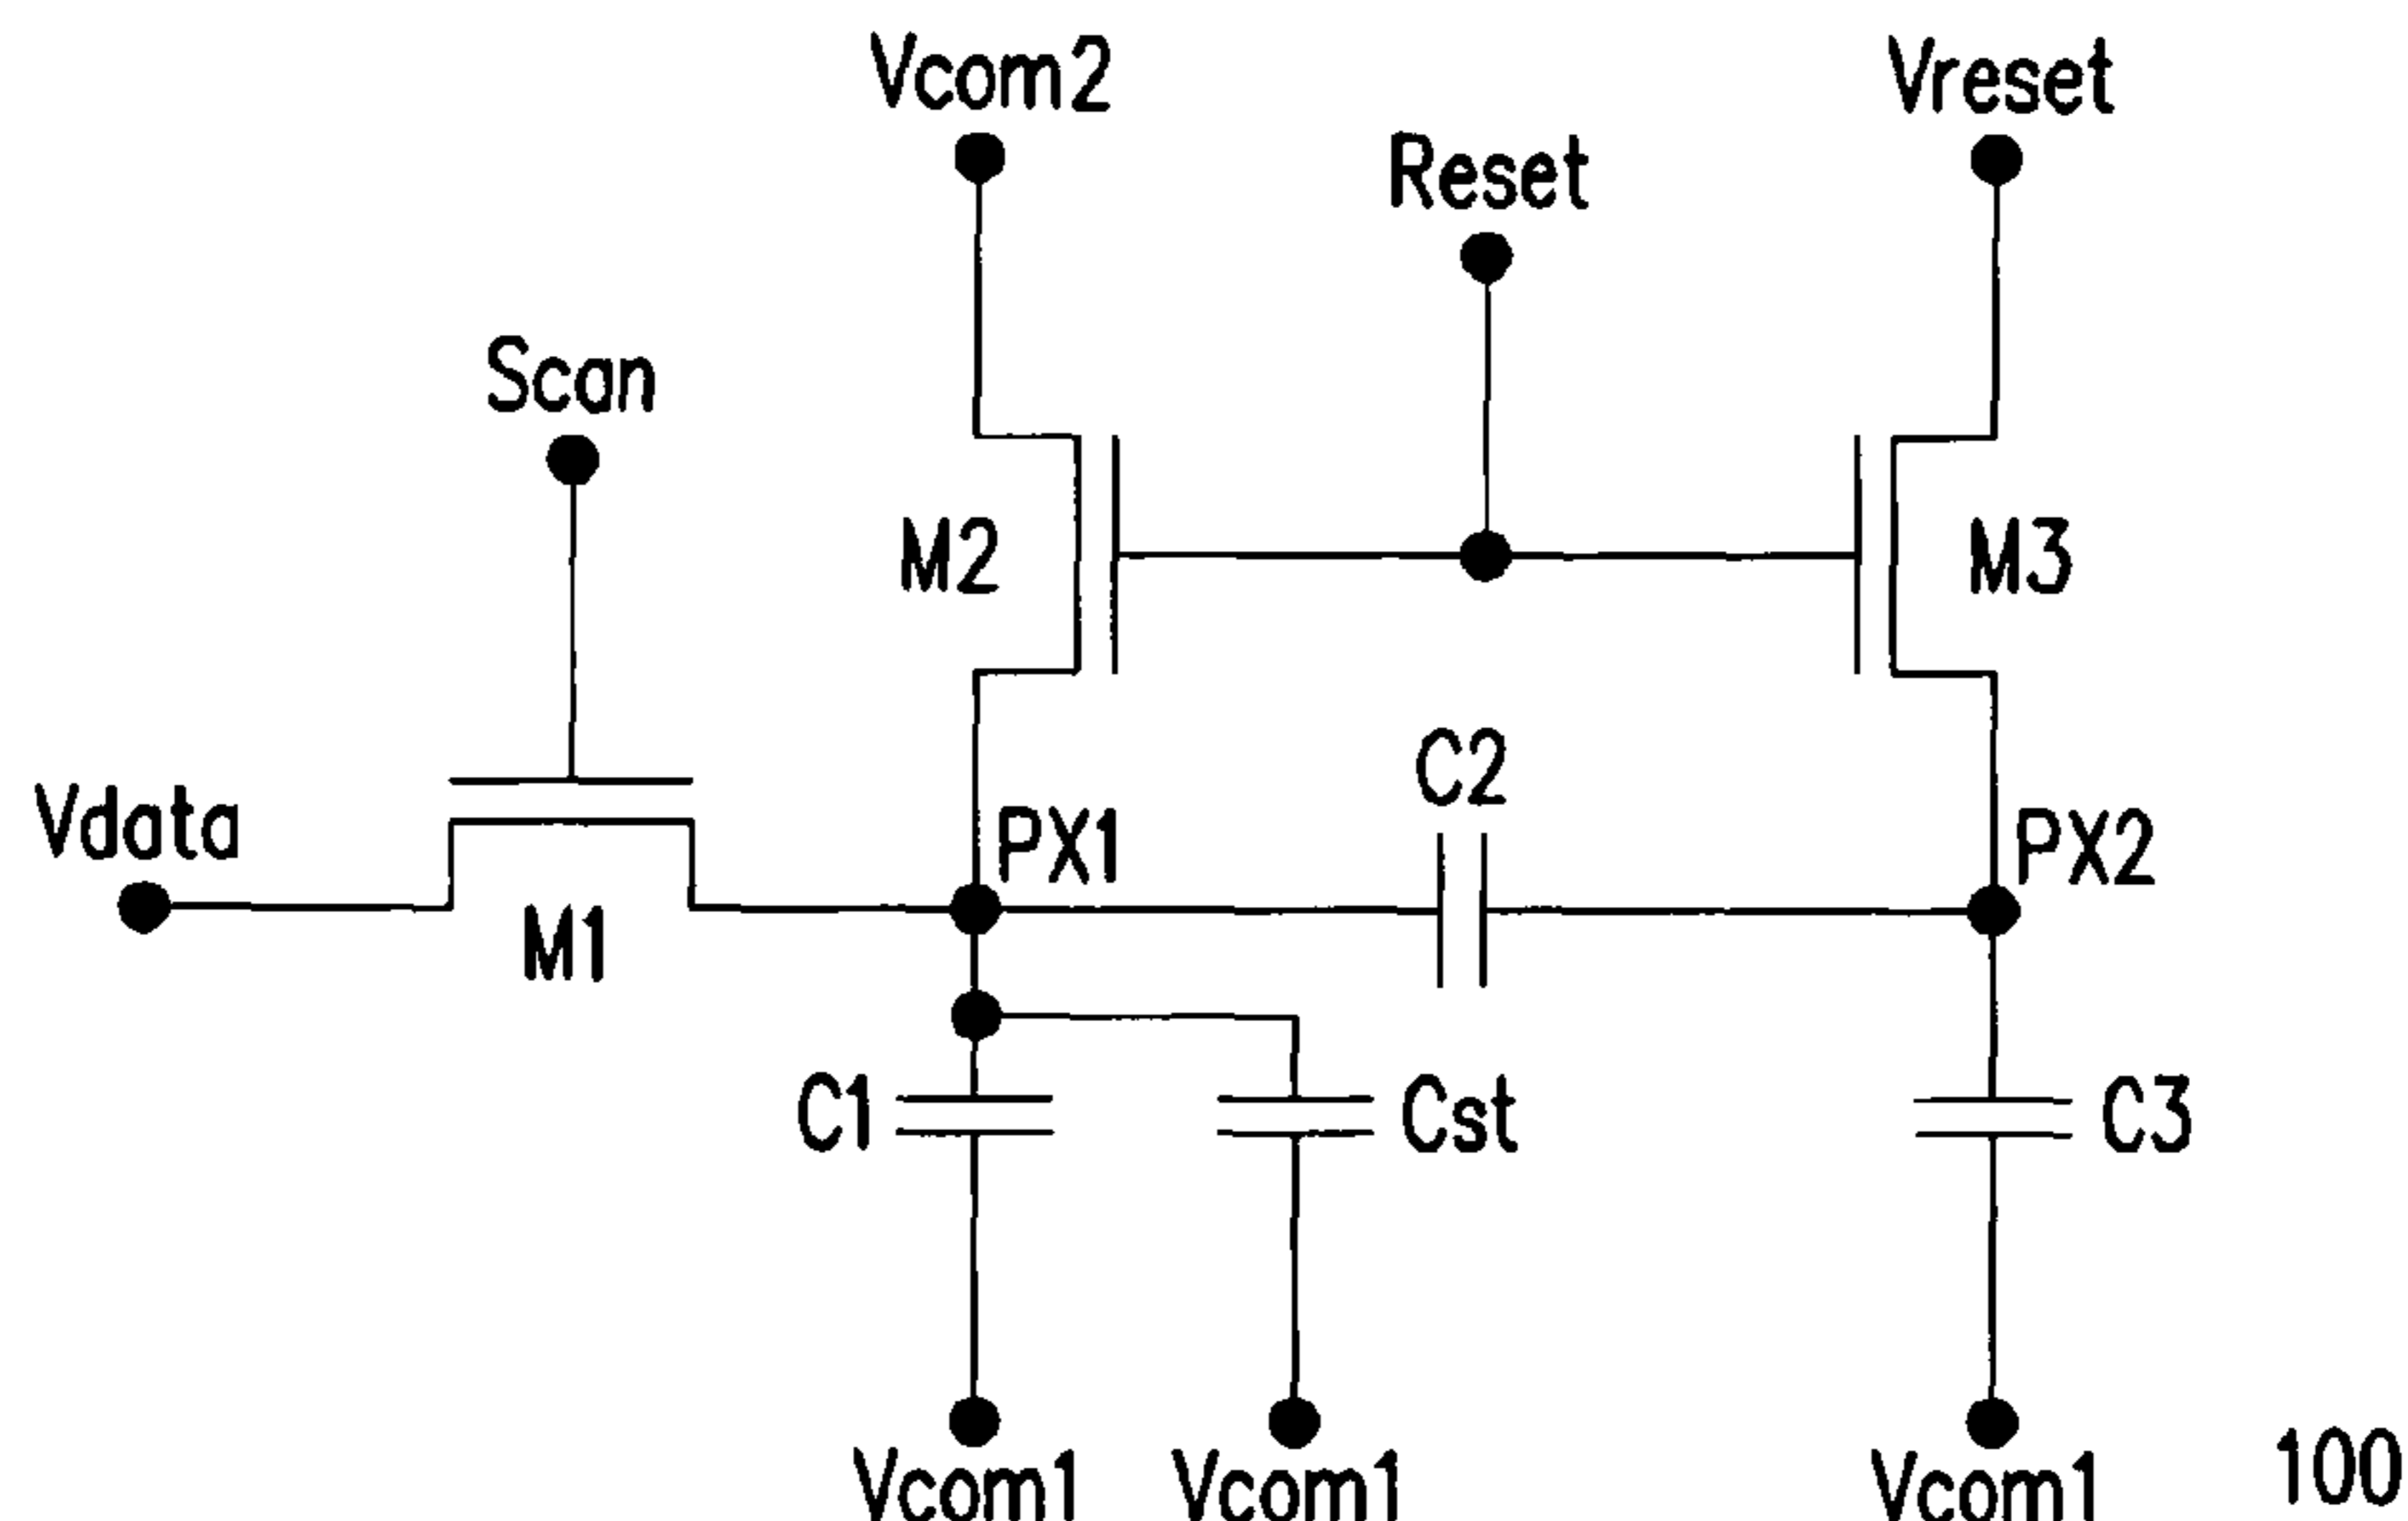 Vcom2
Vreset
Reset
Scan
M2
M3
C2
Vdata
PX1
PX2
M1
C1
Cst
C3
Vcom1
Vcom1
Vcom1
100